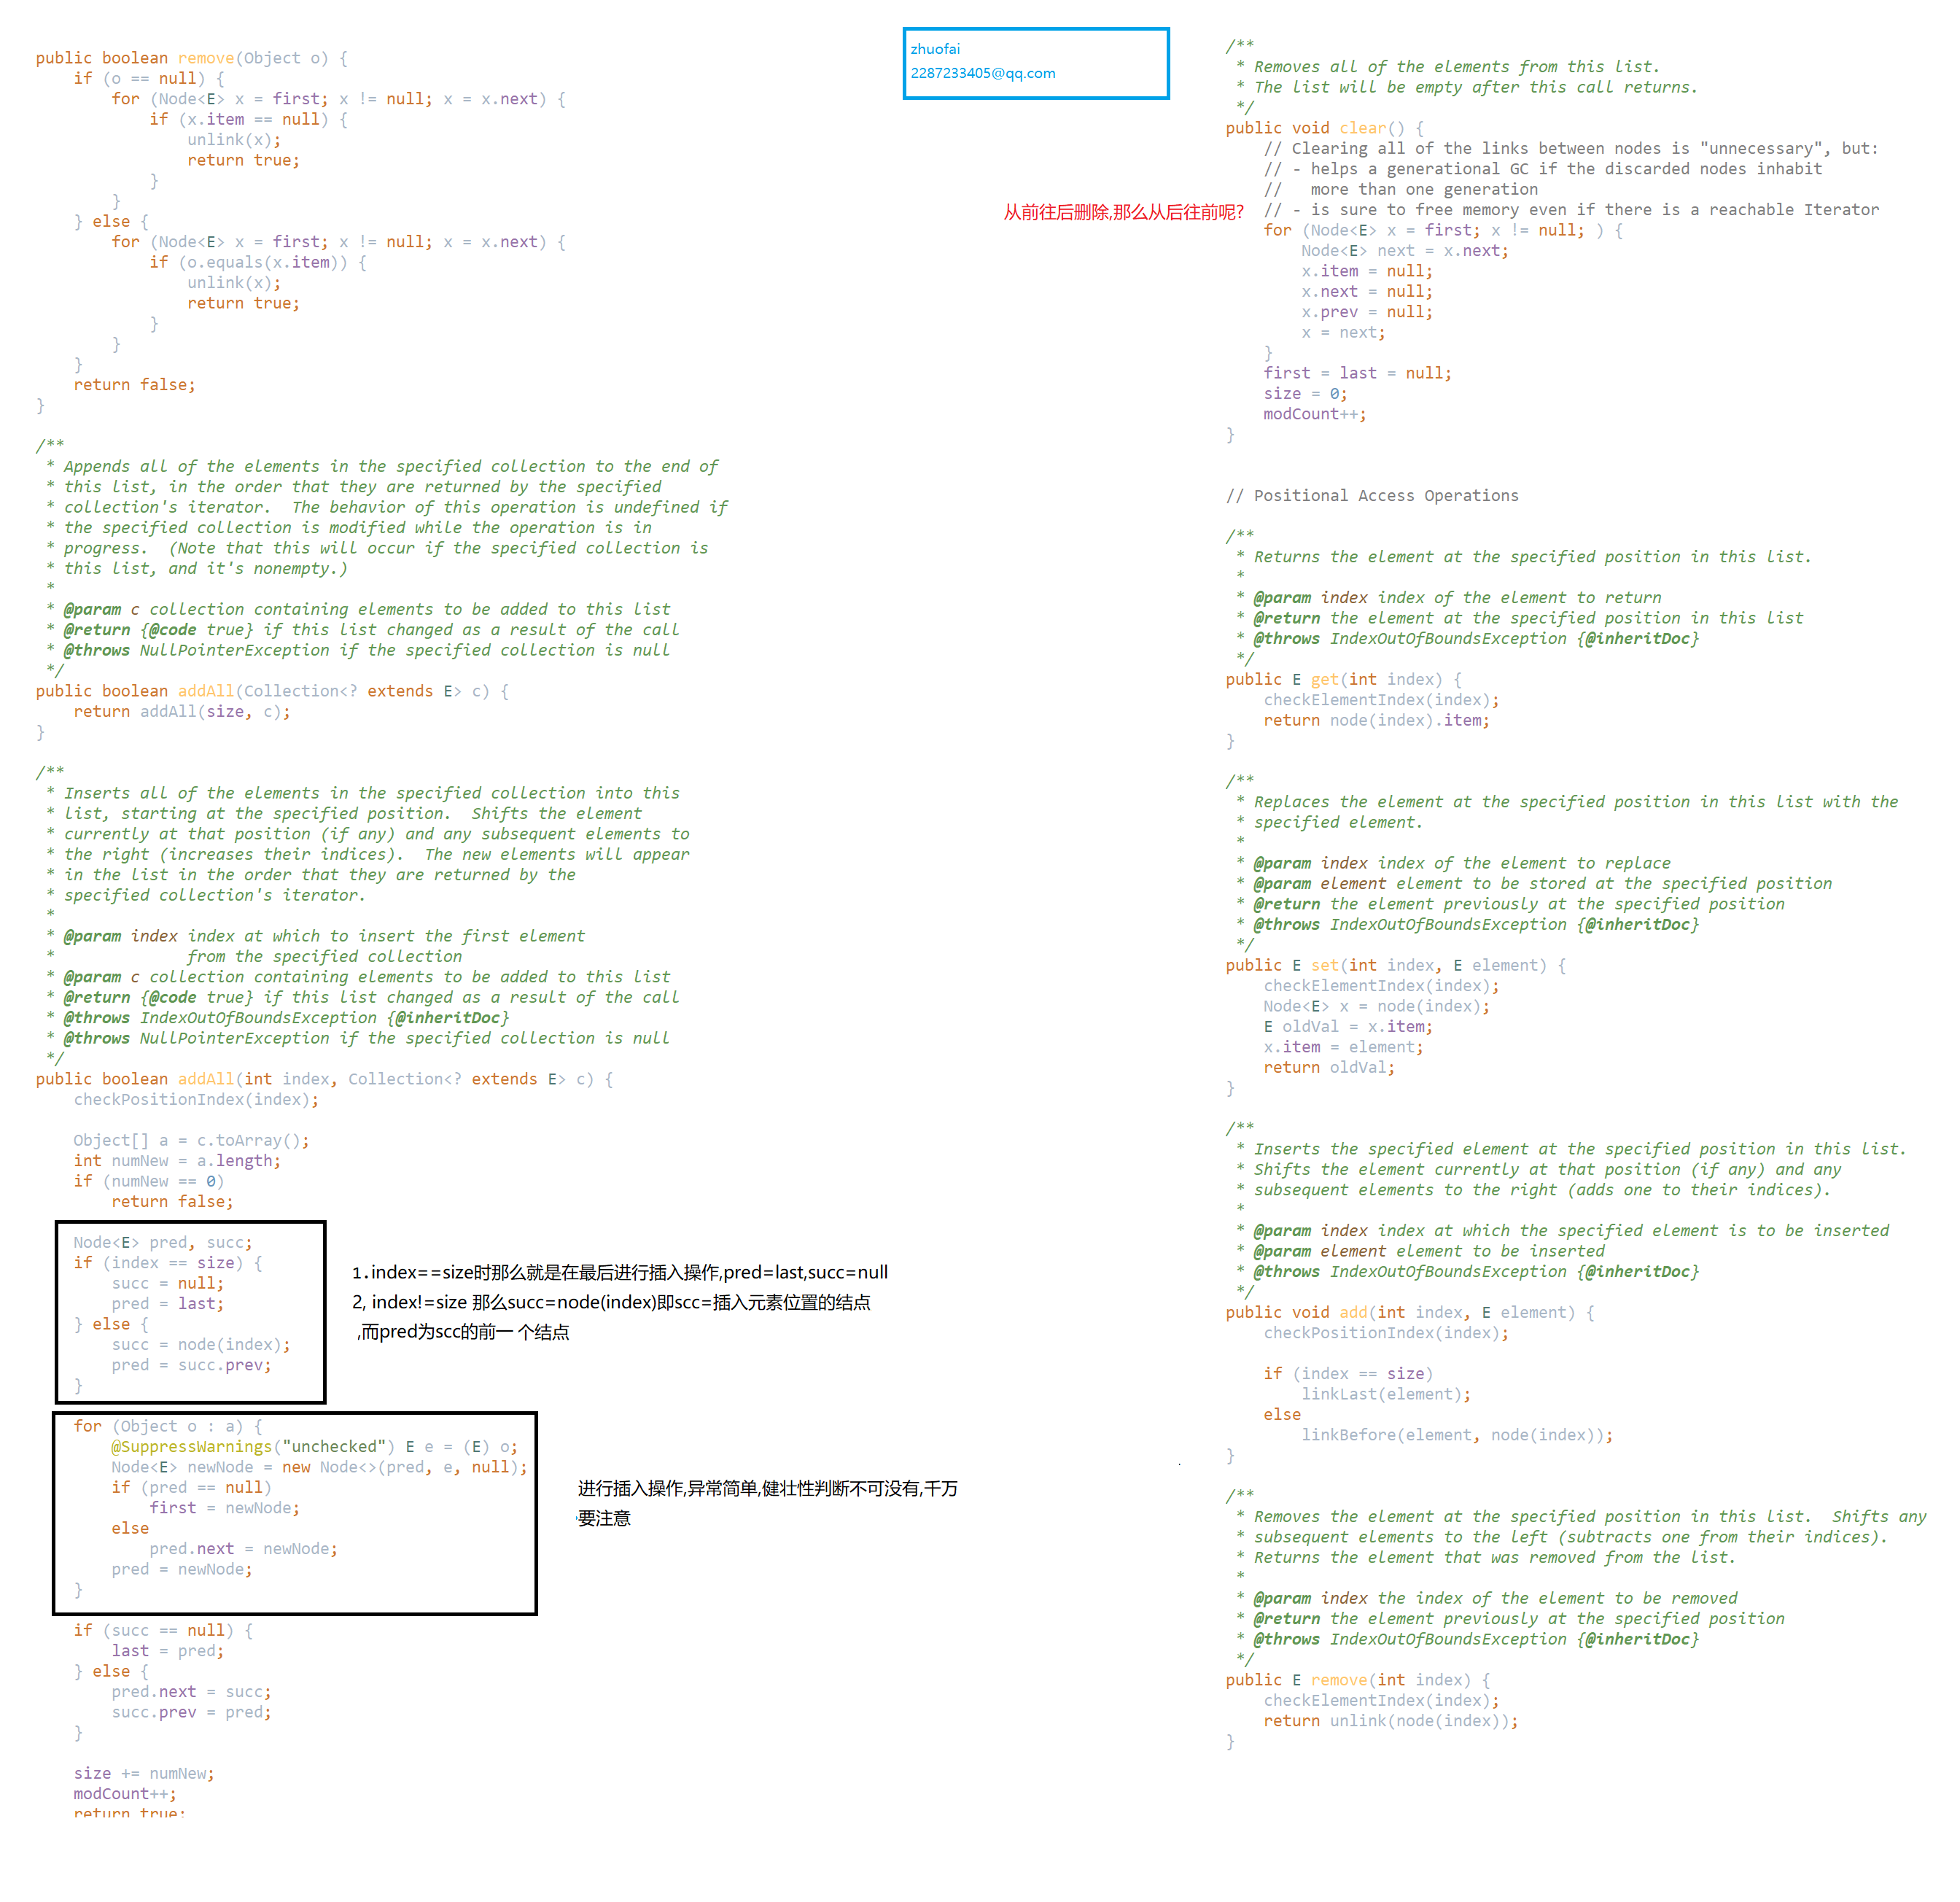 public boolean remove(Object o) {
    if (o == null) {
        for (Node<E> x = first; x != null; x = x.next) {
            if (x.item == null) {
                unlink(x);
                return true;
            }
        }
    } else {
        for (Node<E> x = first; x != null; x = x.next) {
            if (o.equals(x.item)) {
                unlink(x);
                return true;
            }
        }
    }
    return false;
}
/**
 * Appends all of the elements in the specified collection to the end of
 * this list, in the order that they are returned by the specified
 * collection's iterator.  The behavior of this operation is undefined if
 * the specified collection is modified while the operation is in
 * progress.  (Note that this will occur if the specified collection is
 * this list, and it's nonempty.)
 *
 * @param c collection containing elements to be added to this list
 * @return {@code true} if this list changed as a result of the call
 * @throws NullPointerException if the specified collection is null
 */
public boolean addAll(Collection<? extends E> c) {
    return addAll(size, c);
}
/**
 * Inserts all of the elements in the specified collection into this
 * list, starting at the specified position.  Shifts the element
 * currently at that position (if any) and any subsequent elements to
 * the right (increases their indices).  The new elements will appear
 * in the list in the order that they are returned by the
 * specified collection's iterator.
 *
 * @param index index at which to insert the first element
 *              from the specified collection
 * @param c collection containing elements to be added to this list
 * @return {@code true} if this list changed as a result of the call
 * @throws IndexOutOfBoundsException {@inheritDoc}
 * @throws NullPointerException if the specified collection is null
 */
public boolean addAll(int index, Collection<? extends E> c) {
    checkPositionIndex(index);
    Object[] a = c.toArray();
    int numNew = a.length;
    if (numNew == 0)
        return false;
    Node<E> pred, succ;
    if (index == size) {
        succ = null;
        pred = last;
    } else {
        succ = node(index);
        pred = succ.prev;
    }
1.index==size时那么就是在最后进行插入操作,pred=last,succ=null
2, index!=size 那么succ=node(index)即scc=插入元素位置的结点
,而pred为scc的前一个结点
    for (Object o : a) {
        @SuppressWarnings("unchecked") E e = (E) o;
        Node<E> newNode = new Node<>(pred, e, null);
        if (pred == null)
            first = newNode;
        else
            pred.next = newNode;
        pred = newNode;
    }
进行插入操作,异常简单,健壮性判断不可没有,千万
要注意
    if (succ == null) {
        last = pred;
    } else {
        pred.next = succ;
        succ.prev = pred;
    }
    size += numNew;
    modCount++;
    return true;
zhuofai
2287233405@qq.com
/**
 * Removes all of the elements from this list.
 * The list will be empty after this call returns.
 */
public void clear() {
    // Clearing all of the links between nodes is "unnecessary", but:
    // - helps a generational GC if the discarded nodes inhabit
    //   more than one generation
    // - is sure to free memory even if there is a reachable Iterator
从前往后删除,那么从后往前呢?
    for (Node<E> x = first; x != null; ) {
        Node<E> next = x.next;
        x.item = null;
        x.next = null;
        x.prev = null;
        x = next;
    }
    first = last = null;
    size = 0;
    modCount++;
}
// Positional Access Operations
/**
 * Returns the element at the specified position in this list.
 *
 * @param index index of the element to return
 * @return the element at the specified position in this list
 * @throws IndexOutOfBoundsException {@inheritDoc}
 */
public E get(int index) {
    checkElementIndex(index);
    return node(index).item;
}
/**
 * Replaces the element at the specified position in this list with the
 * specified element.
 *
 * @param index index of the element to replace
 * @param element element to be stored at the specified position
 * @return the element previously at the specified position
 * @throws IndexOutOfBoundsException {@inheritDoc}
 */
public E set(int index, E element) {
    checkElementIndex(index);
    Node<E> x = node(index);
    E oldVal = x.item;
    x.item = element;
    return oldVal;
}
/**
 * Inserts the specified element at the specified position in this list.
 * Shifts the element currently at that position (if any) and any
 * subsequent elements to the right (adds one to their indices).
 *
 * @param index index at which the specified element is to be inserted
 * @param element element to be inserted
 * @throws IndexOutOfBoundsException {@inheritDoc}
 */
public void add(int index, E element) {
    checkPositionIndex(index);
    if (index == size)
        linkLast(element);
    else
        linkBefore(element, node(index));
}
/**
 * Removes the element at the specified position in this list.  Shifts any
 * subsequent elements to the left (subtracts one from their indices).
 * Returns the element that was removed from the list.
 *
 * @param index the index of the element to be removed
 * @return the element previously at the specified position
 * @throws IndexOutOfBoundsException {@inheritDoc}
 */
public E remove(int index) {
    checkElementIndex(index);
    return unlink(node(index));
}